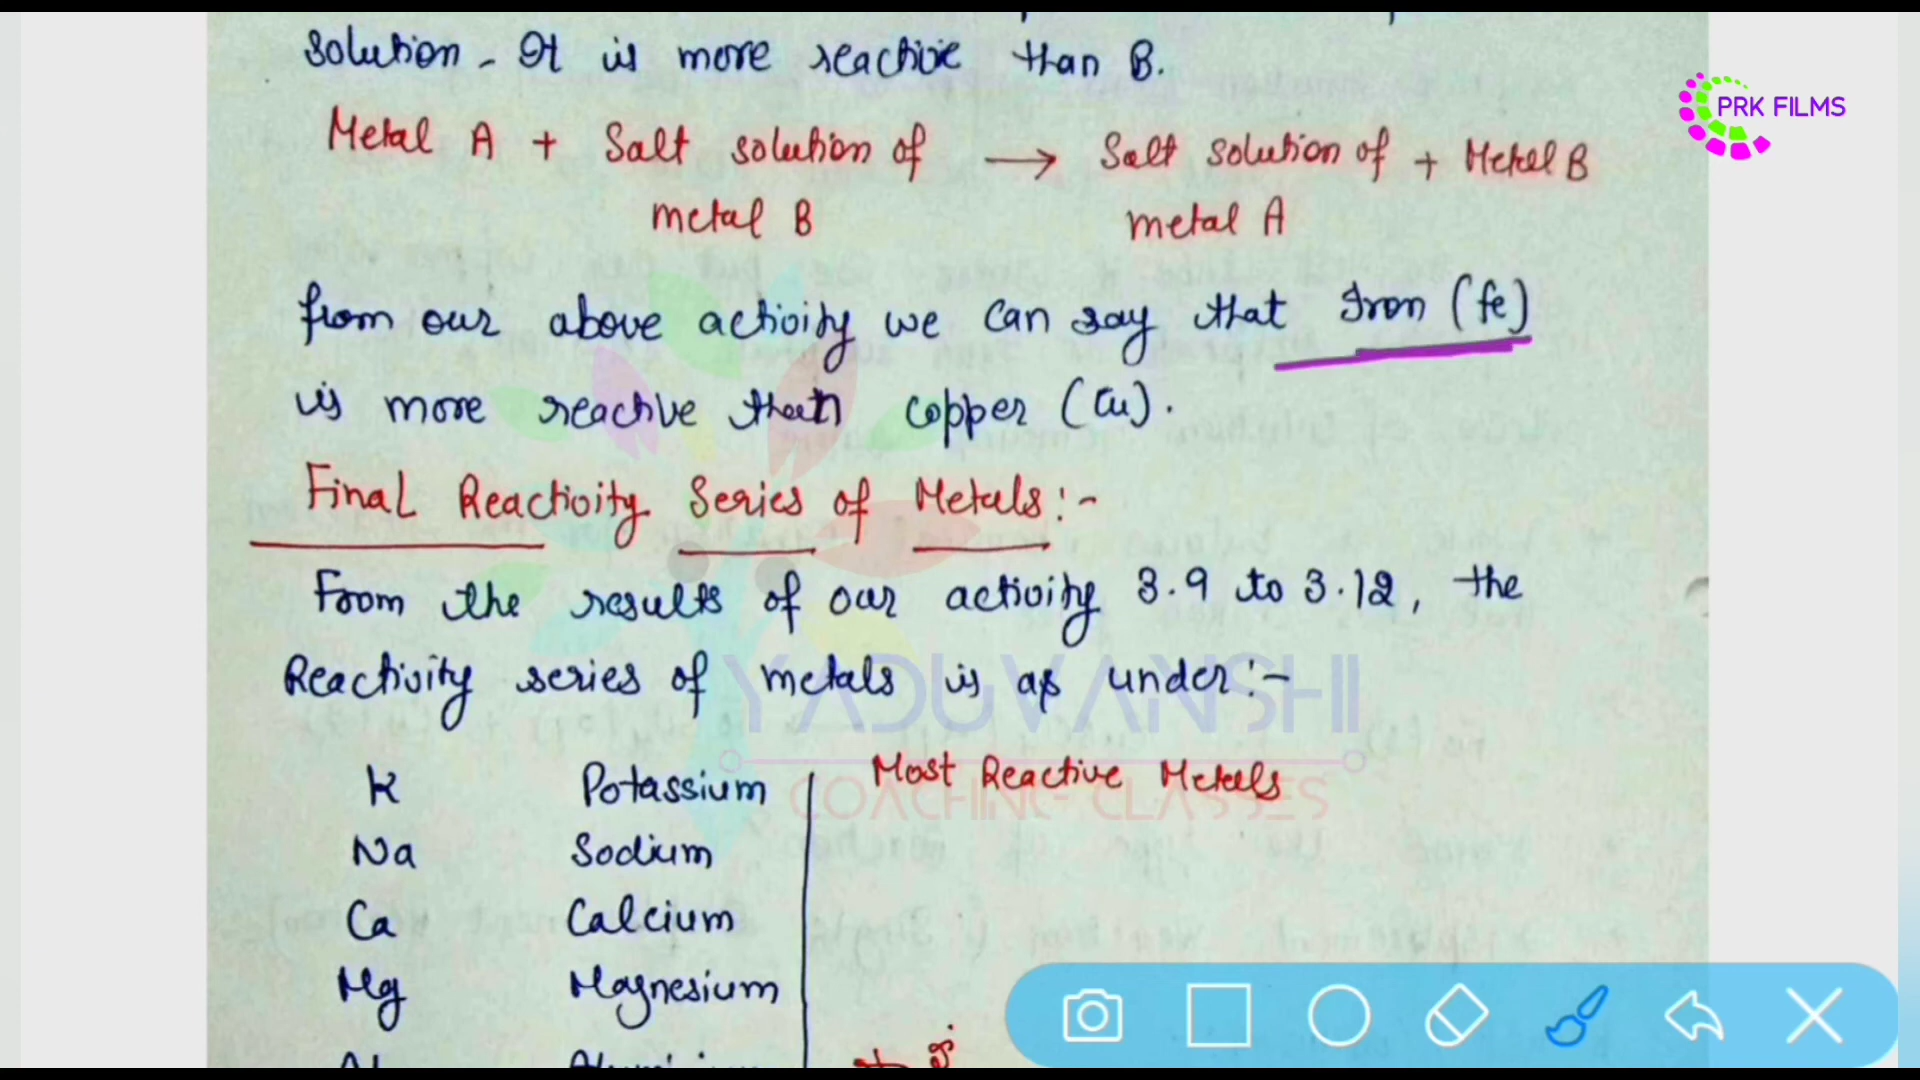 Solution - It is more reactive than B.
Metal A + Salt solution of metal B → Salt solution of metal A + Metal B
from our above activity we can say that Iron (fe)
is more reactive than copper (Cu).
Final Reactivity Series of Metals:-
From the results of our activity 3.9 to 3.12, the
Reactivity series of metals is as under:-
K Potassium Most Reactive Metals
Na Sodium
Ca Calcium
Mg Magnesium
PRK FILMS
YADUVANSHI
COACHING CLASSES